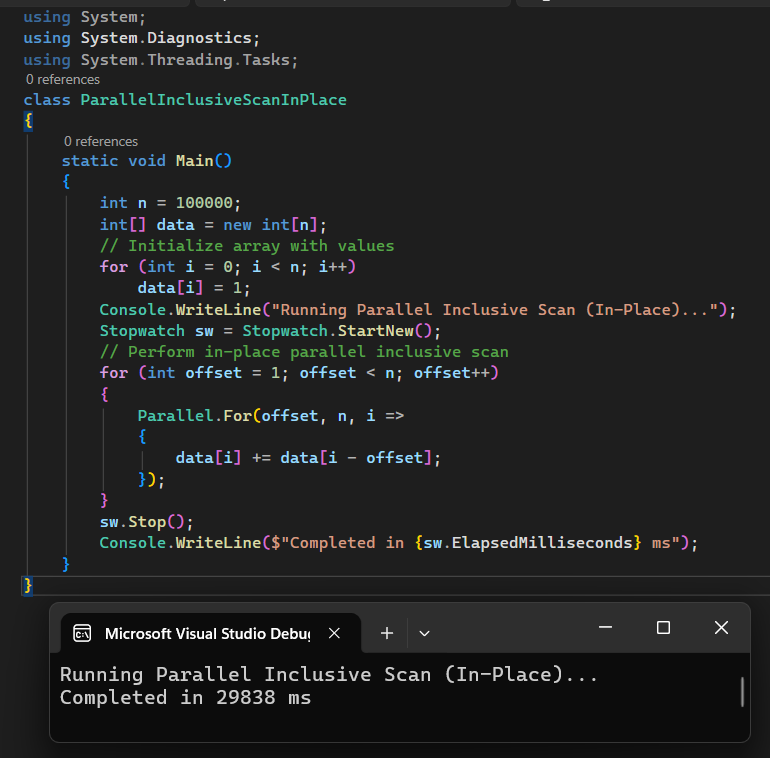 using System;
using System.Diagnostics;
using System.Threading.Tasks;
0 references
class ParallelInclusiveScanInPlace
{
0 references
static void Main()
{
int n = 100000;
int[] data = new int[n];
// Initialize array with values
for (int i = 0; i < n; i++)
data[i] = 1;
Console.WriteLine("Running Parallel Inclusive Scan (In-Place)...");
Stopwatch sw = Stopwatch.StartNew();
// Perform in-place parallel inclusive scan
for (int offset = 1; offset < n; offset++)
{
Parallel.For(offset, n, i =>
{
data[i] += data[i - offset];
});
}
sw.Stop();
Console.WriteLine($"Completed in {sw.ElapsedMilliseconds} ms");
}
}
Microsoft Visual Studio Debug
Running Parallel Inclusive Scan (In-Place)...
Completed in 29838 ms